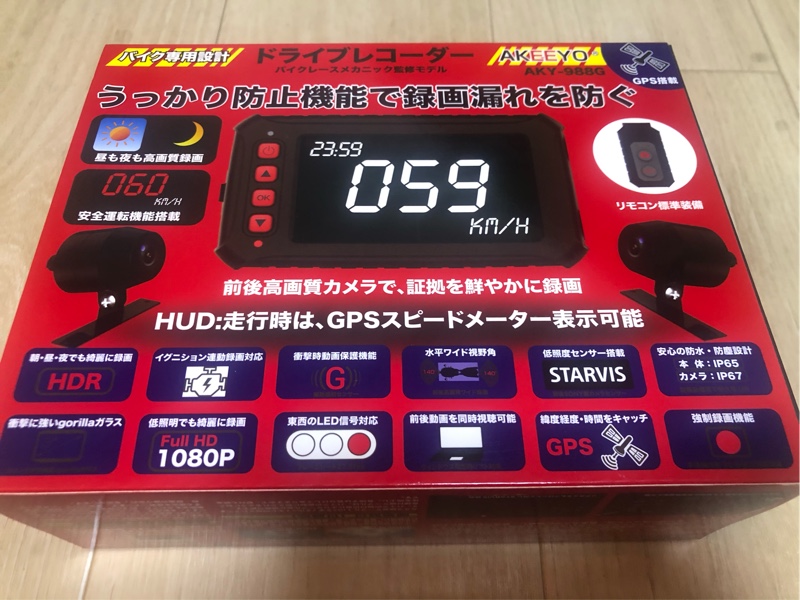 バイク専用設計
ドライブレコーダー
バイクレースメカニック監修モデル
AKEEYO
AKY-988G
GPS搭載
うっかり防止機能で録画漏れを防ぐ
昼も夜も高画質録画
060
KM/H
安全運転機能搭載
23:59
059
KM/H
OK
リモコン標準装備
前後高画質カメラで、証拠を鮮やかに録画
HUD:走行時は、GPSスピードメーター表示可能
朝・昼・夜でも綺麗に録画
HDR
イグニション連動録画対応
衝撃時動画保護機能
G
水平ワイド視野角
低照度センサー搭載
STARVIS
安心の防水・防塵設計
本 体：IP65
カメラ：IP67
衝撃に強いgorillaガラス
低照明でも綺麗に録画
Full HD
1080P
東西のLED信号対応
前後動画を同時視聴可能
緯度経度・時間をキャッチ
GPS
強制録画機能